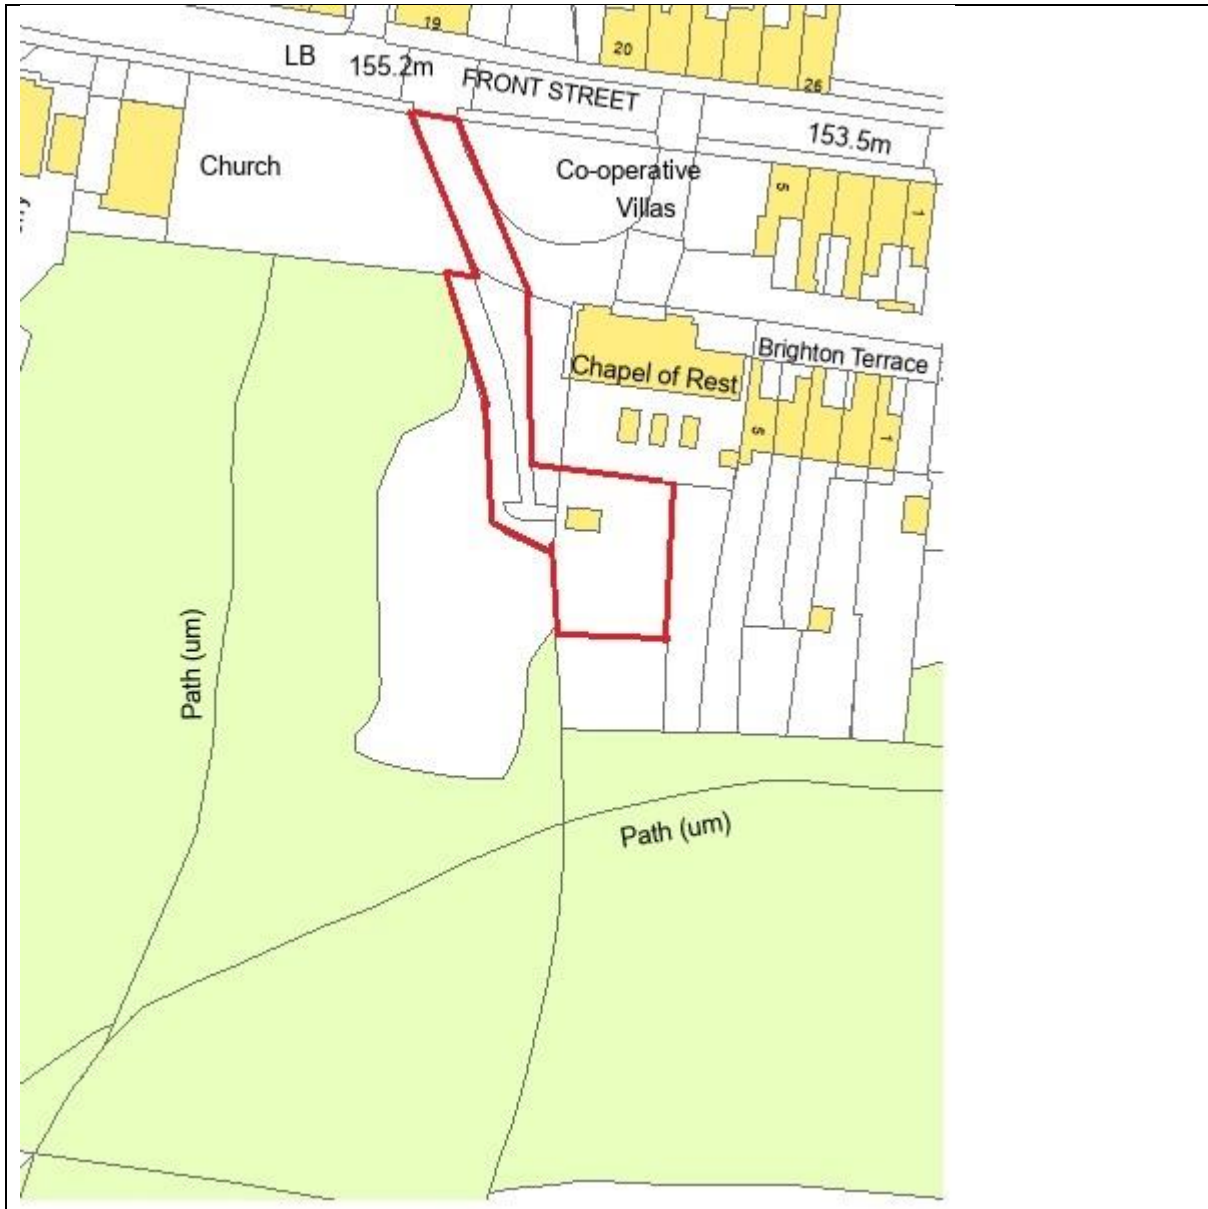 19
20
26
LB
155.2m
FRONT STREET
153.5m
Church
Co-operative
Villas
5
1
Brighton Terrace
Chapel of Rest
5
1
Path (um)
Path (um)